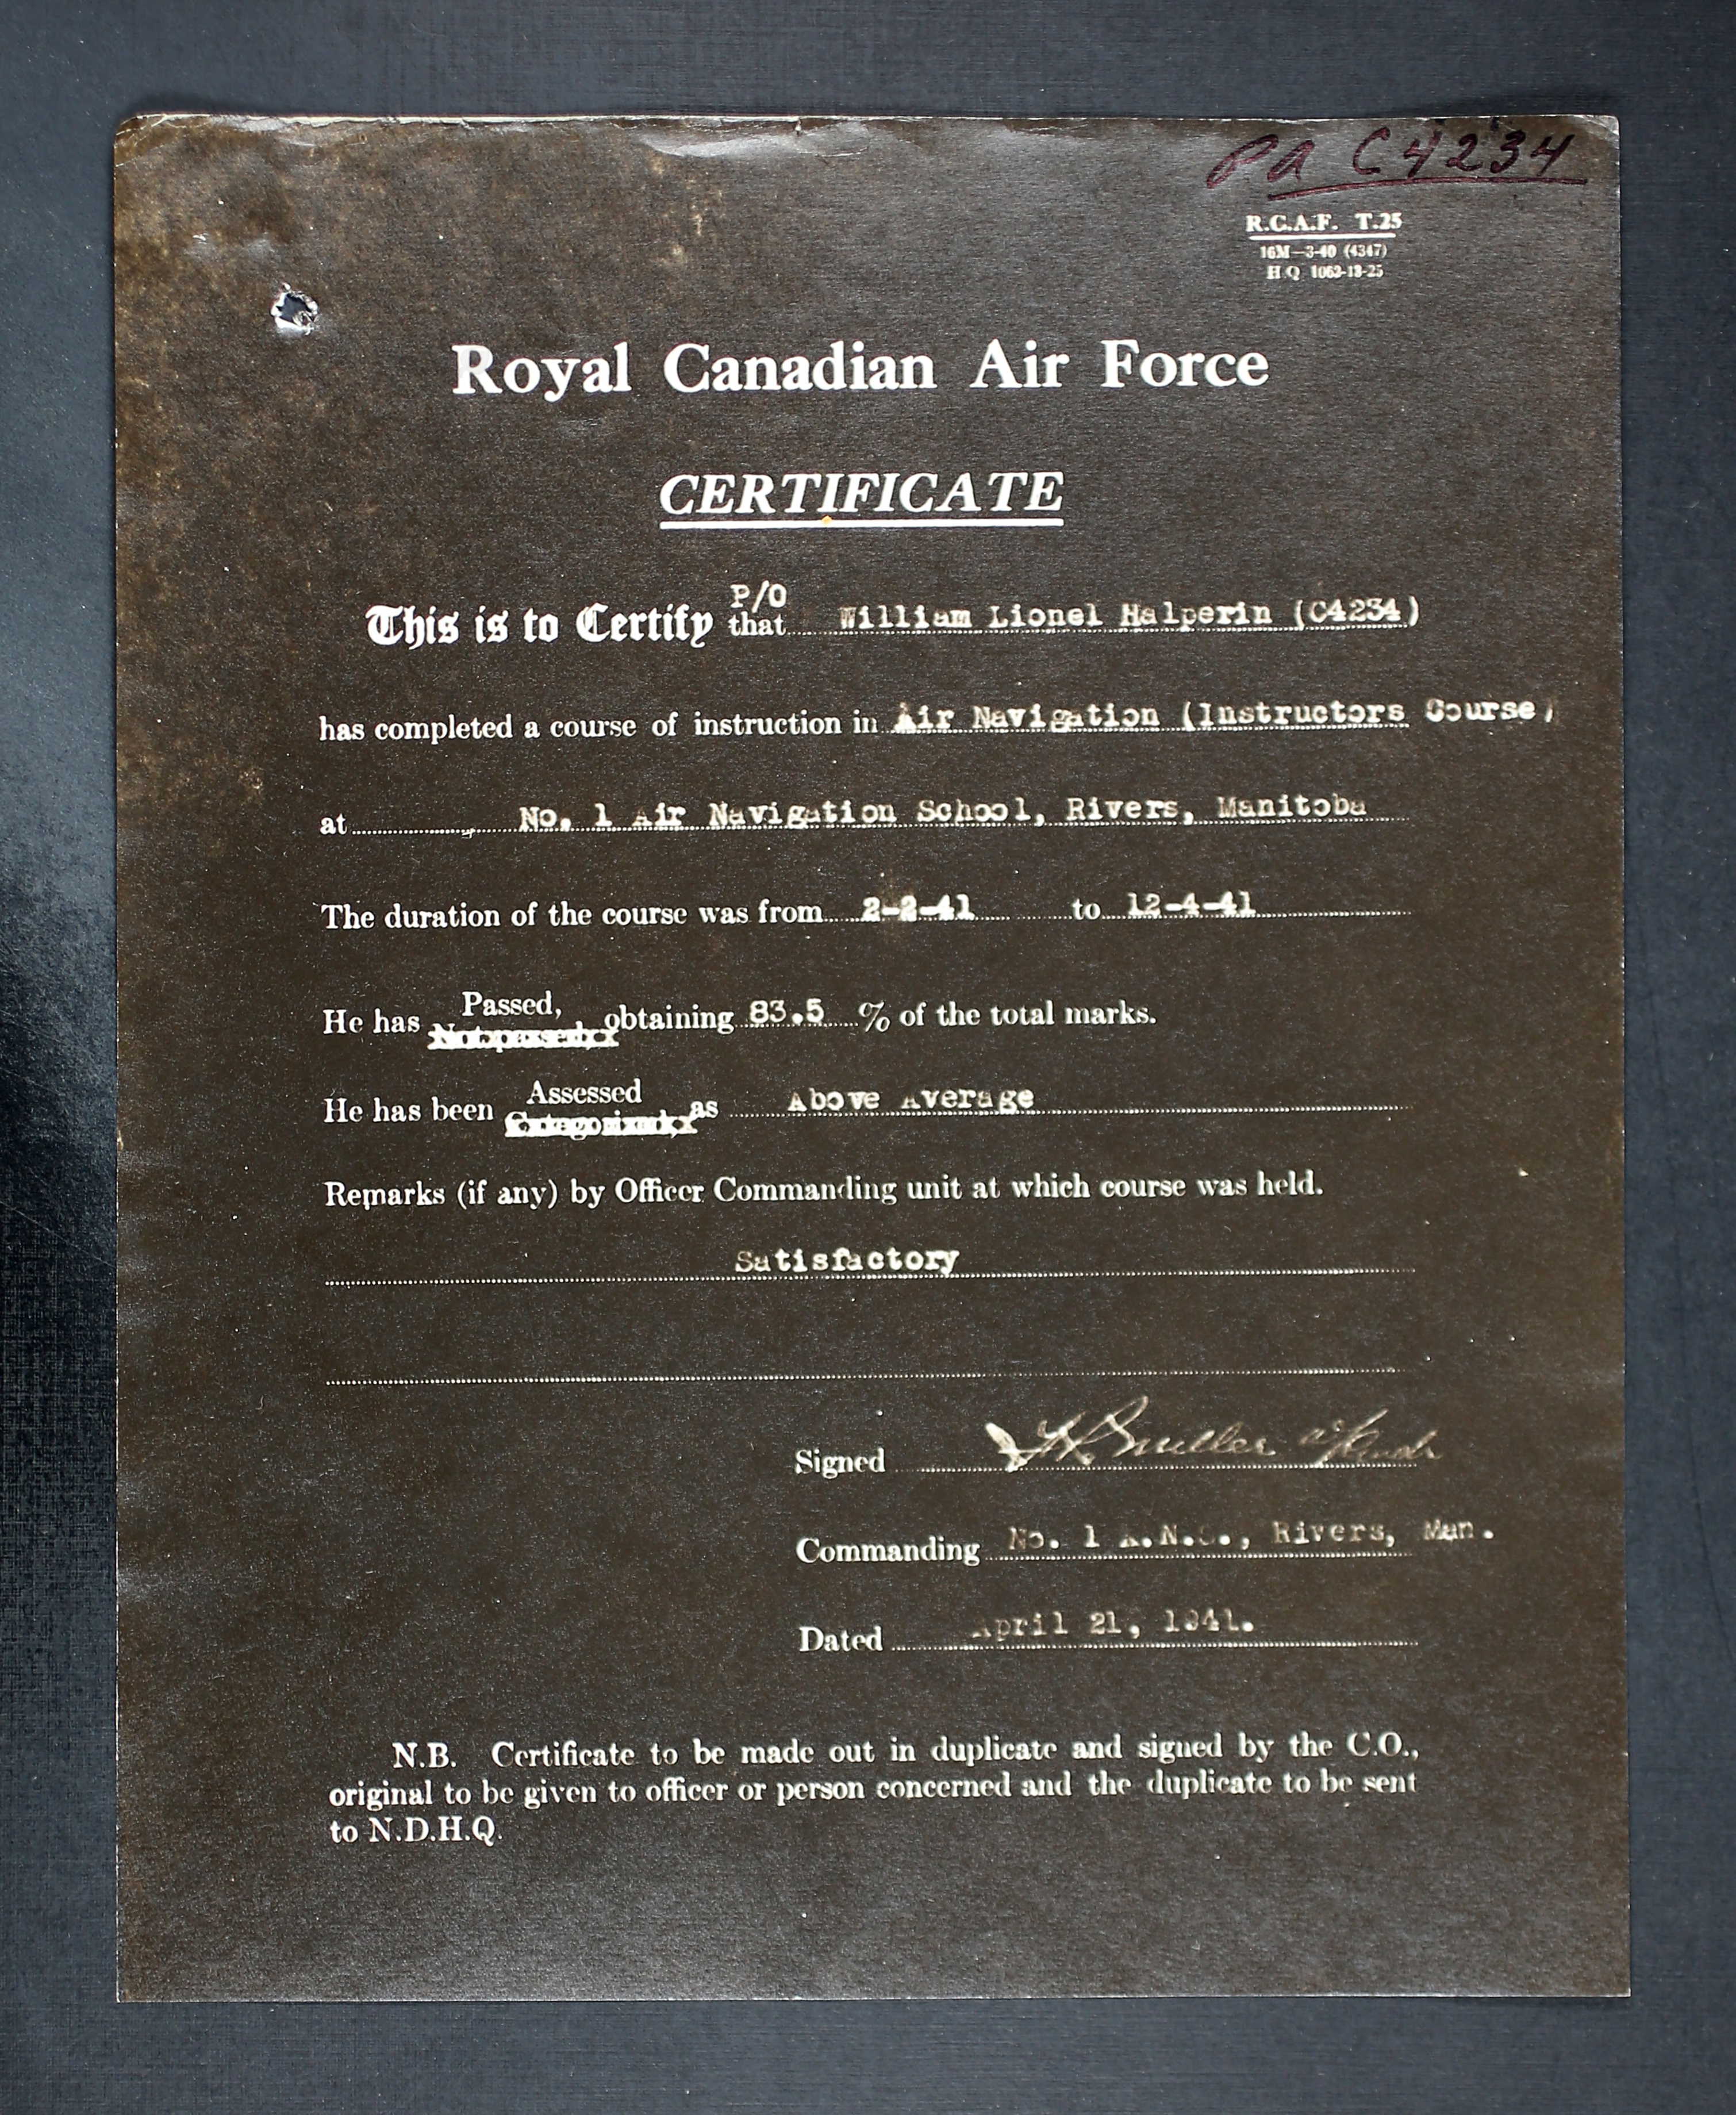 PA C4234
R.C.A.F. T.25
16M—3-40 (4347)
H Q 1062-18-25
Royal Canadian Air Force
CERTIFICATE
P/O
This is to Certify that William Lionel Halperin (C4234)
has completed a course of instruction in Air Navigation (Instructors Course)
at No. 1 Air Navigation School, Rivers, Manitoba
The duration of the course was from 2-2-41 to 12-4-41
He has Passed, obtaining 83.5 % of the total marks.
Not passed
He has been Assessed as Above Average
Categorized
Remarks (if any) by Officer Commanding unit at which course was held.
Satisfactory
Signed
Commanding No. 1 A.N.S., Rivers, Man.
Dated April 21, 1941.
N.B. Certificate to be made out in duplicate and signed by the C.O.,
original to be given to officer or person concerned and the duplicate to be sent
to N.D.H.Q.